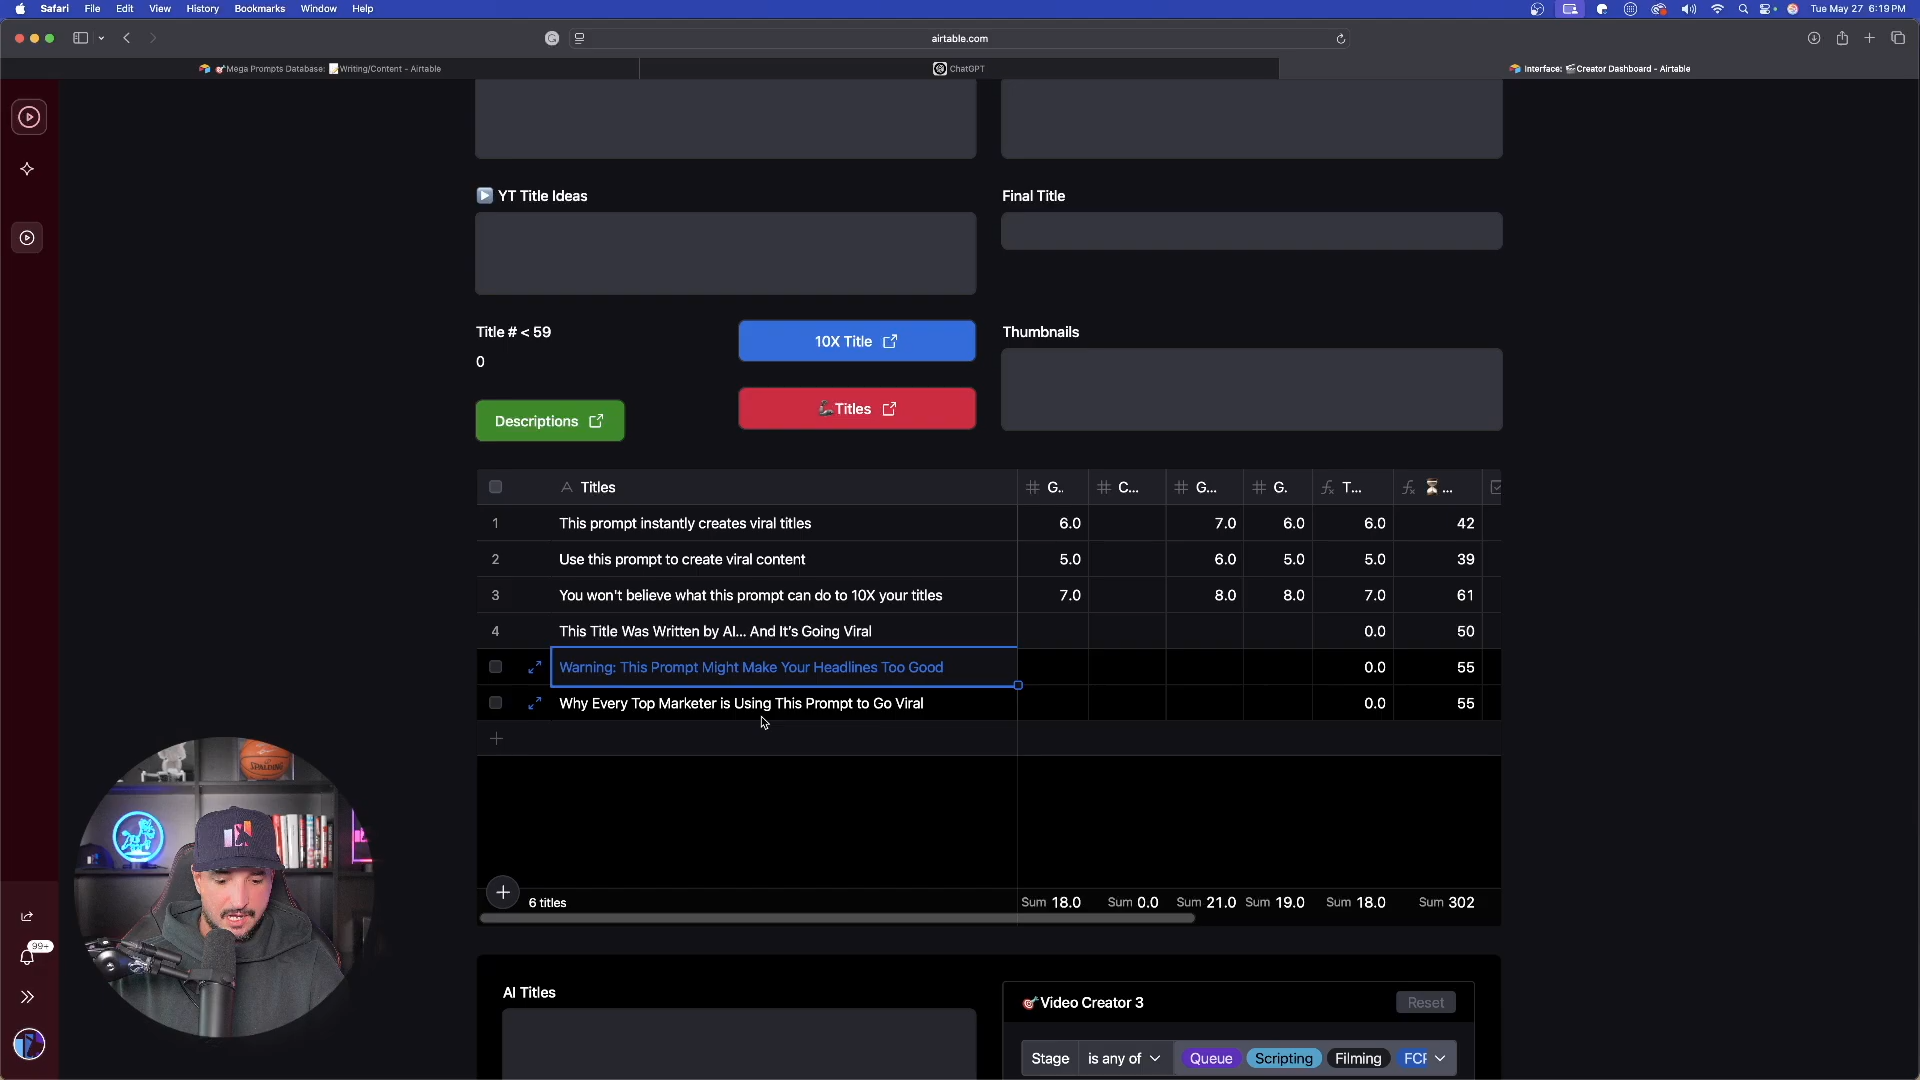 Safari File Edit View History Bookmarks Window Help
Tue May 27 6:19 PM
airtable.com
Mega Prompts Database: Writing/Content - Airtable
ChatGPT
Interface: Creator Dashboard - Airtable
YT Title Ideas
Final Title
Title # < 59
0
10X Title
Thumbnails
Titles
Descriptions
Titles G.. C... G... G. T... ...
1 This prompt instantly creates viral titles 6.0 7.0 6.0 6.0 42
2 Use this prompt to create viral content 5.0 6.0 5.0 5.0 39
3 You won't believe what this prompt can do to 10X your titles 7.0 8.0 8.0 7.0 61
4 This Title Was Written by AI... And It's Going Viral 0.0 50
Warning: This Prompt Might Make Your Headlines Too Good 0.0 55
Why Every Top Marketer is Using This Prompt to Go Viral 0.0 55
6 titles Sum 18.0 Sum 0.0 Sum 21.0 Sum 19.0 Sum 18.0 Sum 302
SPALDING
99+
AI Titles
Video Creator 3
Reset
Stage is any of Queue Scripting Filming FCF